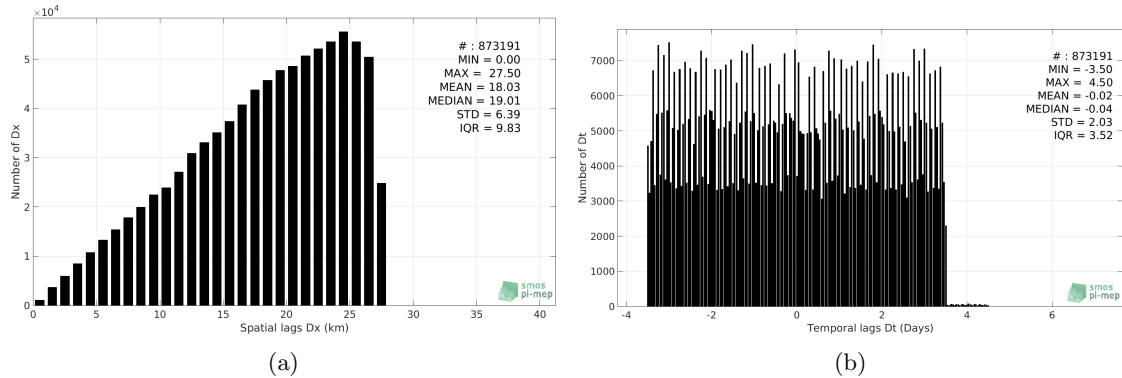 ×10⁴
5
4
3
2
1
0
0 5 10 15 20 25 30 35 40
Number of Dx
Spatial lags Dx (km)
# : 873191
MIN = 0.00
MAX = 27.50
MEAN = 18.03
MEDIAN = 19.01
STD = 6.39
IQR = 9.83
smos
pi-mep
(a)
7000
6000
5000
4000
3000
2000
1000
0
-4 -2 0 2 4 6
Number of Dt
Temporal lags Dt (Days)
# : 873191
MIN = -3.50
MAX = 4.50
MEAN = -0.02
MEDIAN = -0.04
STD = 2.03
IQR = 3.52
smos
pi-mep
(b)